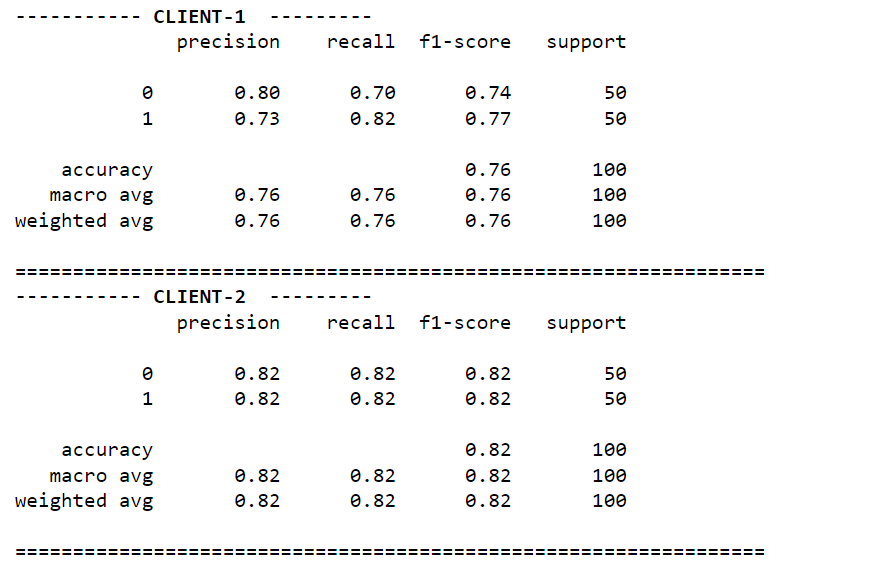 ----------- CLIENT-1  ---------
              precision    recall  f1-score   support

           0       0.80      0.70      0.74        50
           1       0.73      0.82      0.77        50

    accuracy                           0.76       100
   macro avg       0.76      0.76      0.76       100
weighted avg       0.76      0.76      0.76       100

=================================================================
----------- CLIENT-2  ---------
              precision    recall  f1-score   support

           0       0.82      0.82      0.82        50
           1       0.82      0.82      0.82        50

    accuracy                           0.82       100
   macro avg       0.82      0.82      0.82       100
weighted avg       0.82      0.82      0.82       100

=================================================================